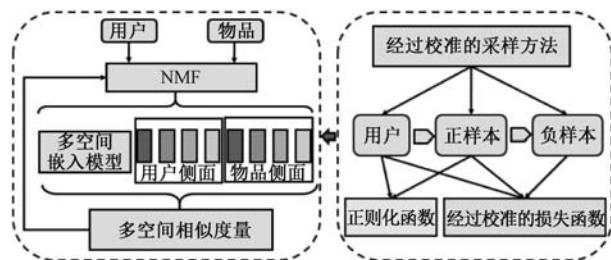 用户
物品
NMF
多空间
嵌入模型
用户侧面
物品侧面
多空间相似度量
经过校准的采样方法
用户
正样本
负样本
正则化函数
经过校准的损失函数